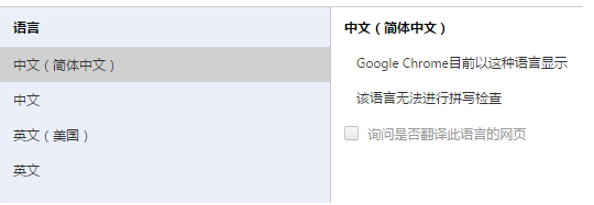 语言
中文（简体中文）
中文
英文（美国）
英文
中文（简体中文）
Google Chrome目前以这种语言显示
该语言无法进行拼写检查
询问是否翻译此语言的网页